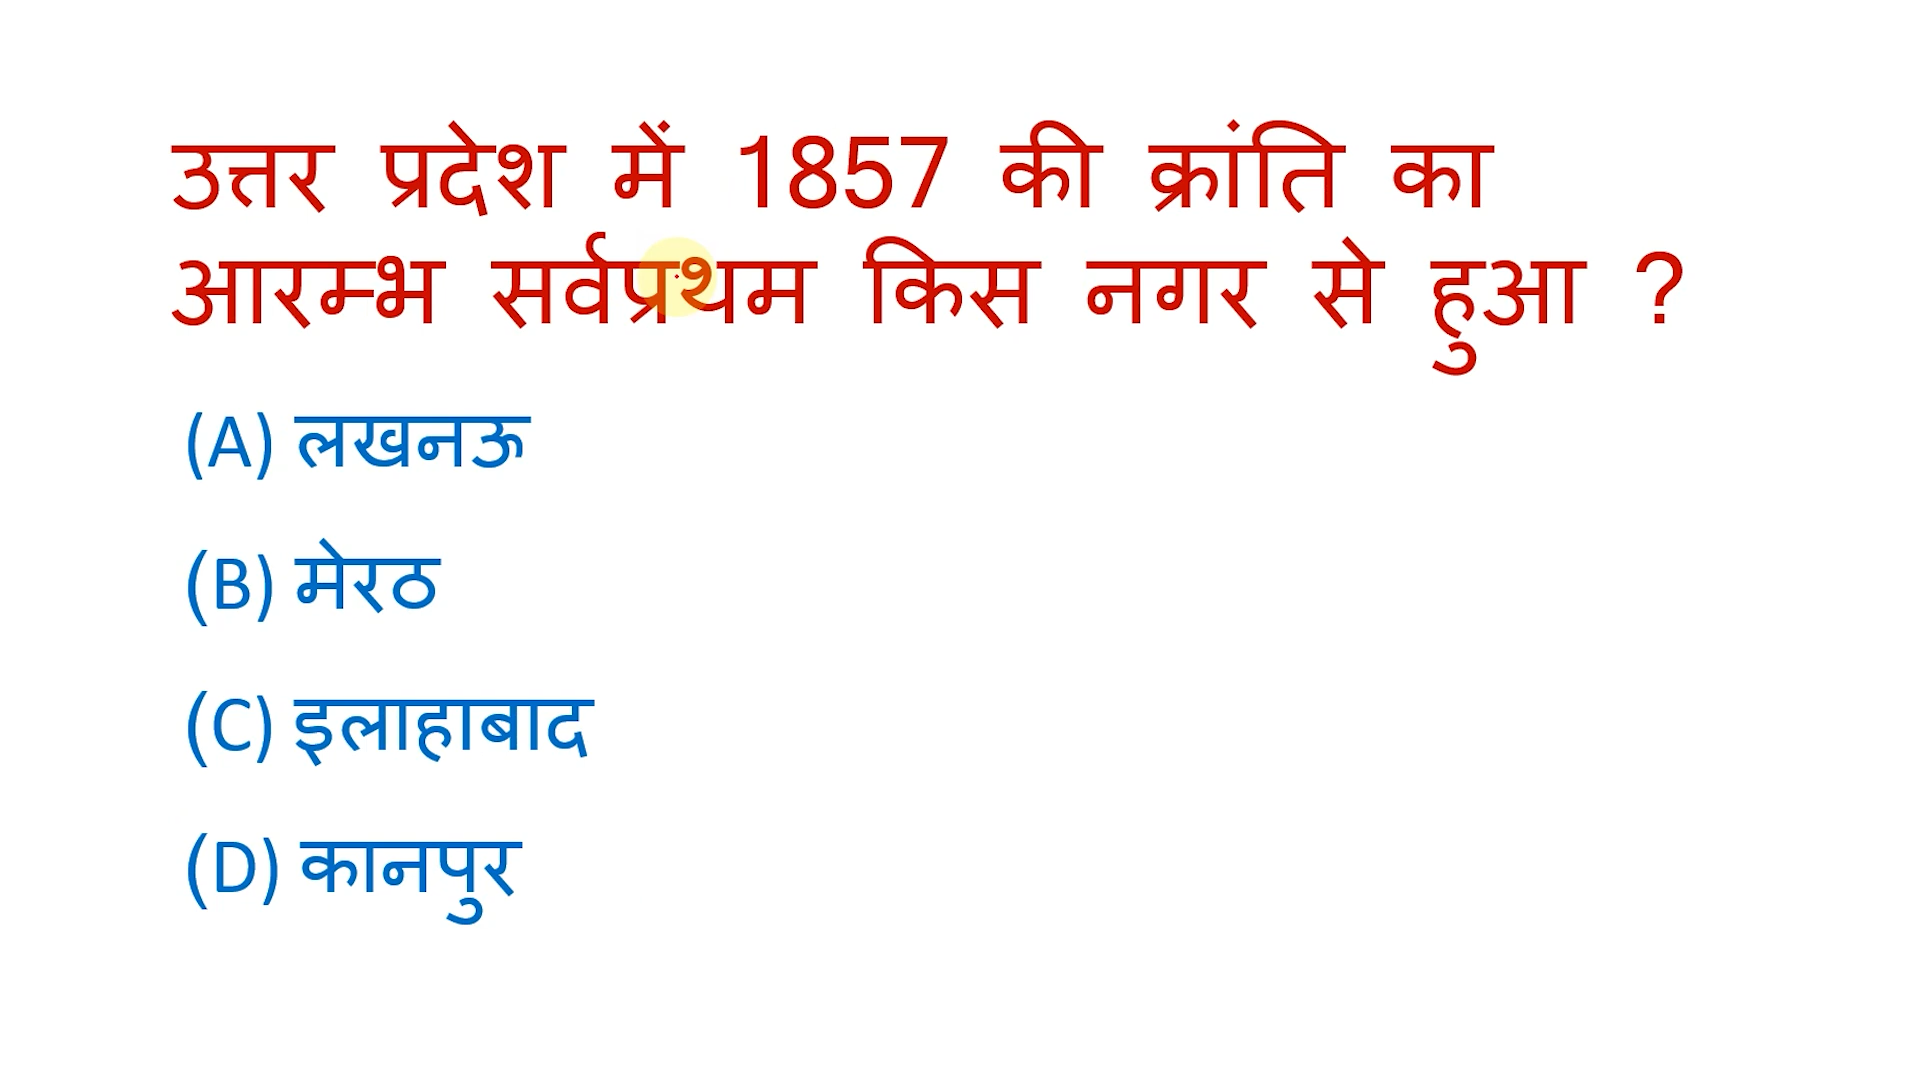 उत्तर प्रदेश में 1857 की क्रांति का
आरम्भ सर्वप्रथम किस नगर से हुआ ?
(A) लखनऊ
(B) मेरठ
(C) इलाहाबाद
(D) कानपुर